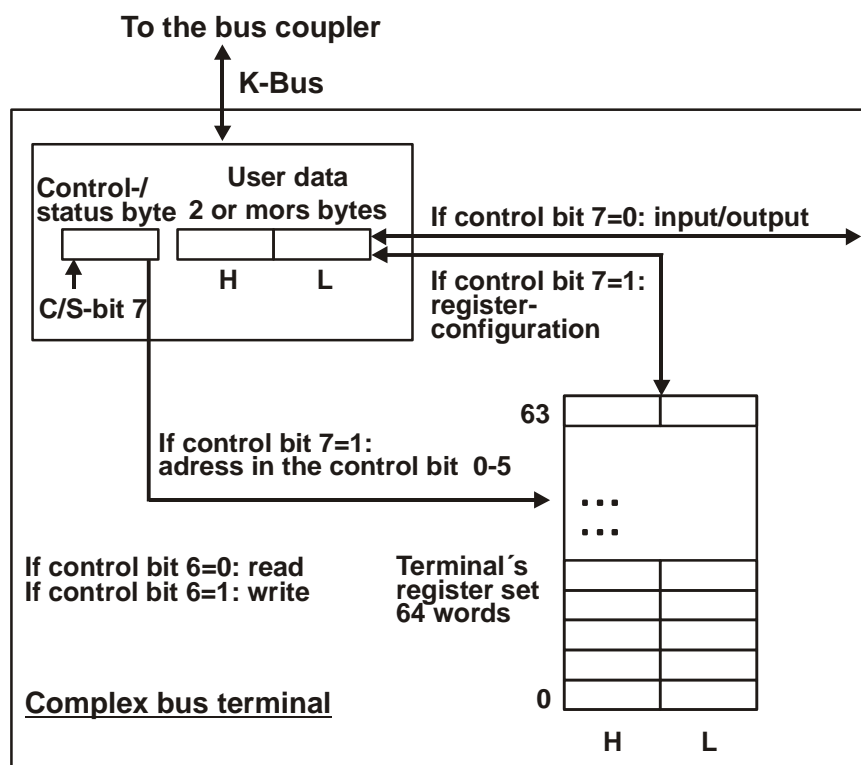 To the bus coupler
K-Bus
Control-/
status byte
User data
2 or mors bytes
H
L
C/S-bit 7
If control bit 7=0: input/output
If control bit 7=1:
register-
configuration
63
If control bit 7=1:
adress in the control bit 0-5
...
...
If control bit 6=0: read
If control bit 6=1: write
Terminal´s
register set
64 words
0
Complex bus terminal
H
L